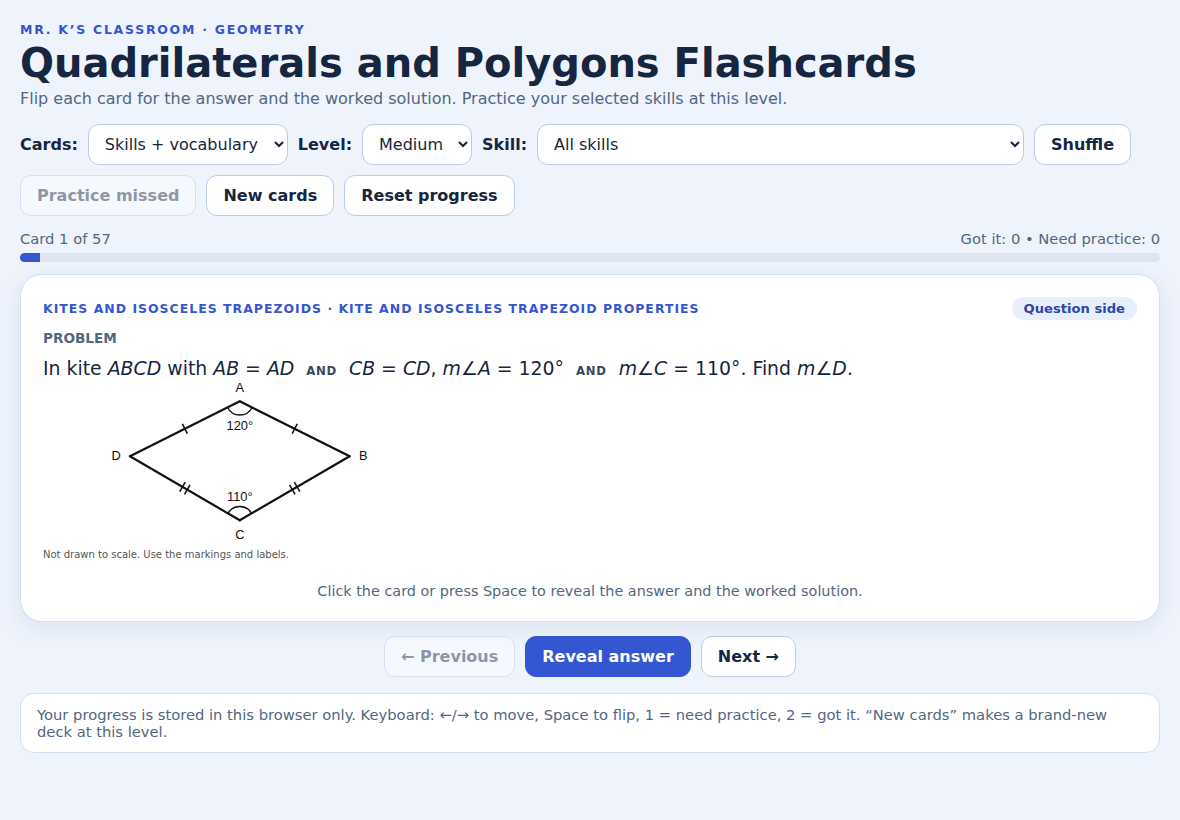 MR. K’S CLASSROOM · GEOMETRY
Quadrilaterals and Polygons Flashcards
Flip each card for the answer and the worked solution. Practice your selected skills at this level.
Cards: Skills + vocabulary Level: Medium Skill: All skills Shuffle
Practice missed New cards Reset progress
Card 1 of 57 Got it: 0 • Need practice: 0
KITES AND ISOSCELES TRAPEZOIDS · KITE AND ISOSCELES TRAPEZOID PROPERTIES Question side
PROBLEM
In kite ABCD with AB = AD AND CB = CD, m∠A = 120° AND m∠C = 110°. Find m∠D.
A
120°
D B
110°
C
Not drawn to scale. Use the markings and labels.
Click the card or press Space to reveal the answer and the worked solution.
← Previous Reveal answer Next →
Your progress is stored in this browser only. Keyboard: ←/→ to move, Space to flip, 1 = need practice, 2 = got it. “New cards” makes a brand-new
deck at this level.